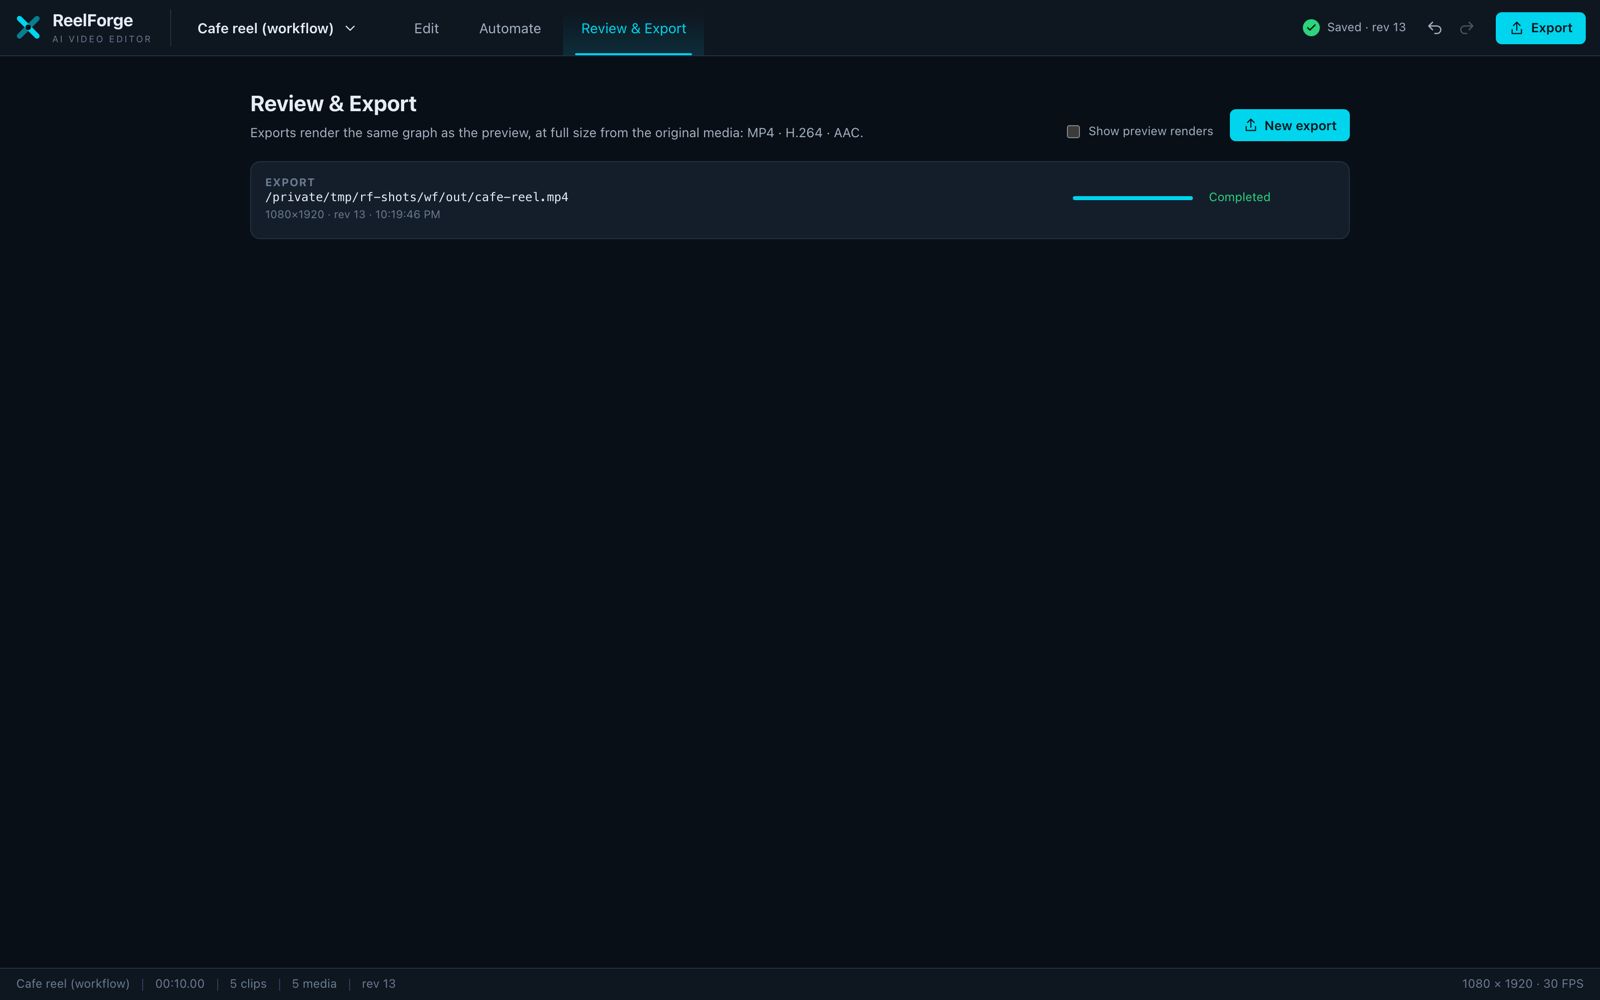 ReelForge
AI VIDEO EDITOR
Cafe reel (workflow)
Edit
Automate
Review & Export
Saved · rev 13
Export
Review & Export
Exports render the same graph as the preview, at full size from the original media: MP4 · H.264 · AAC.
Show preview renders
New export
EXPORT
/private/tmp/rf-shots/wf/out/cafe-reel.mp4
1080×1920 · rev 13 · 10:19:46 PM
Completed
Cafe reel (workflow)
00:10.00
5 clips
5 media
rev 13
1080 × 1920 · 30 FPS